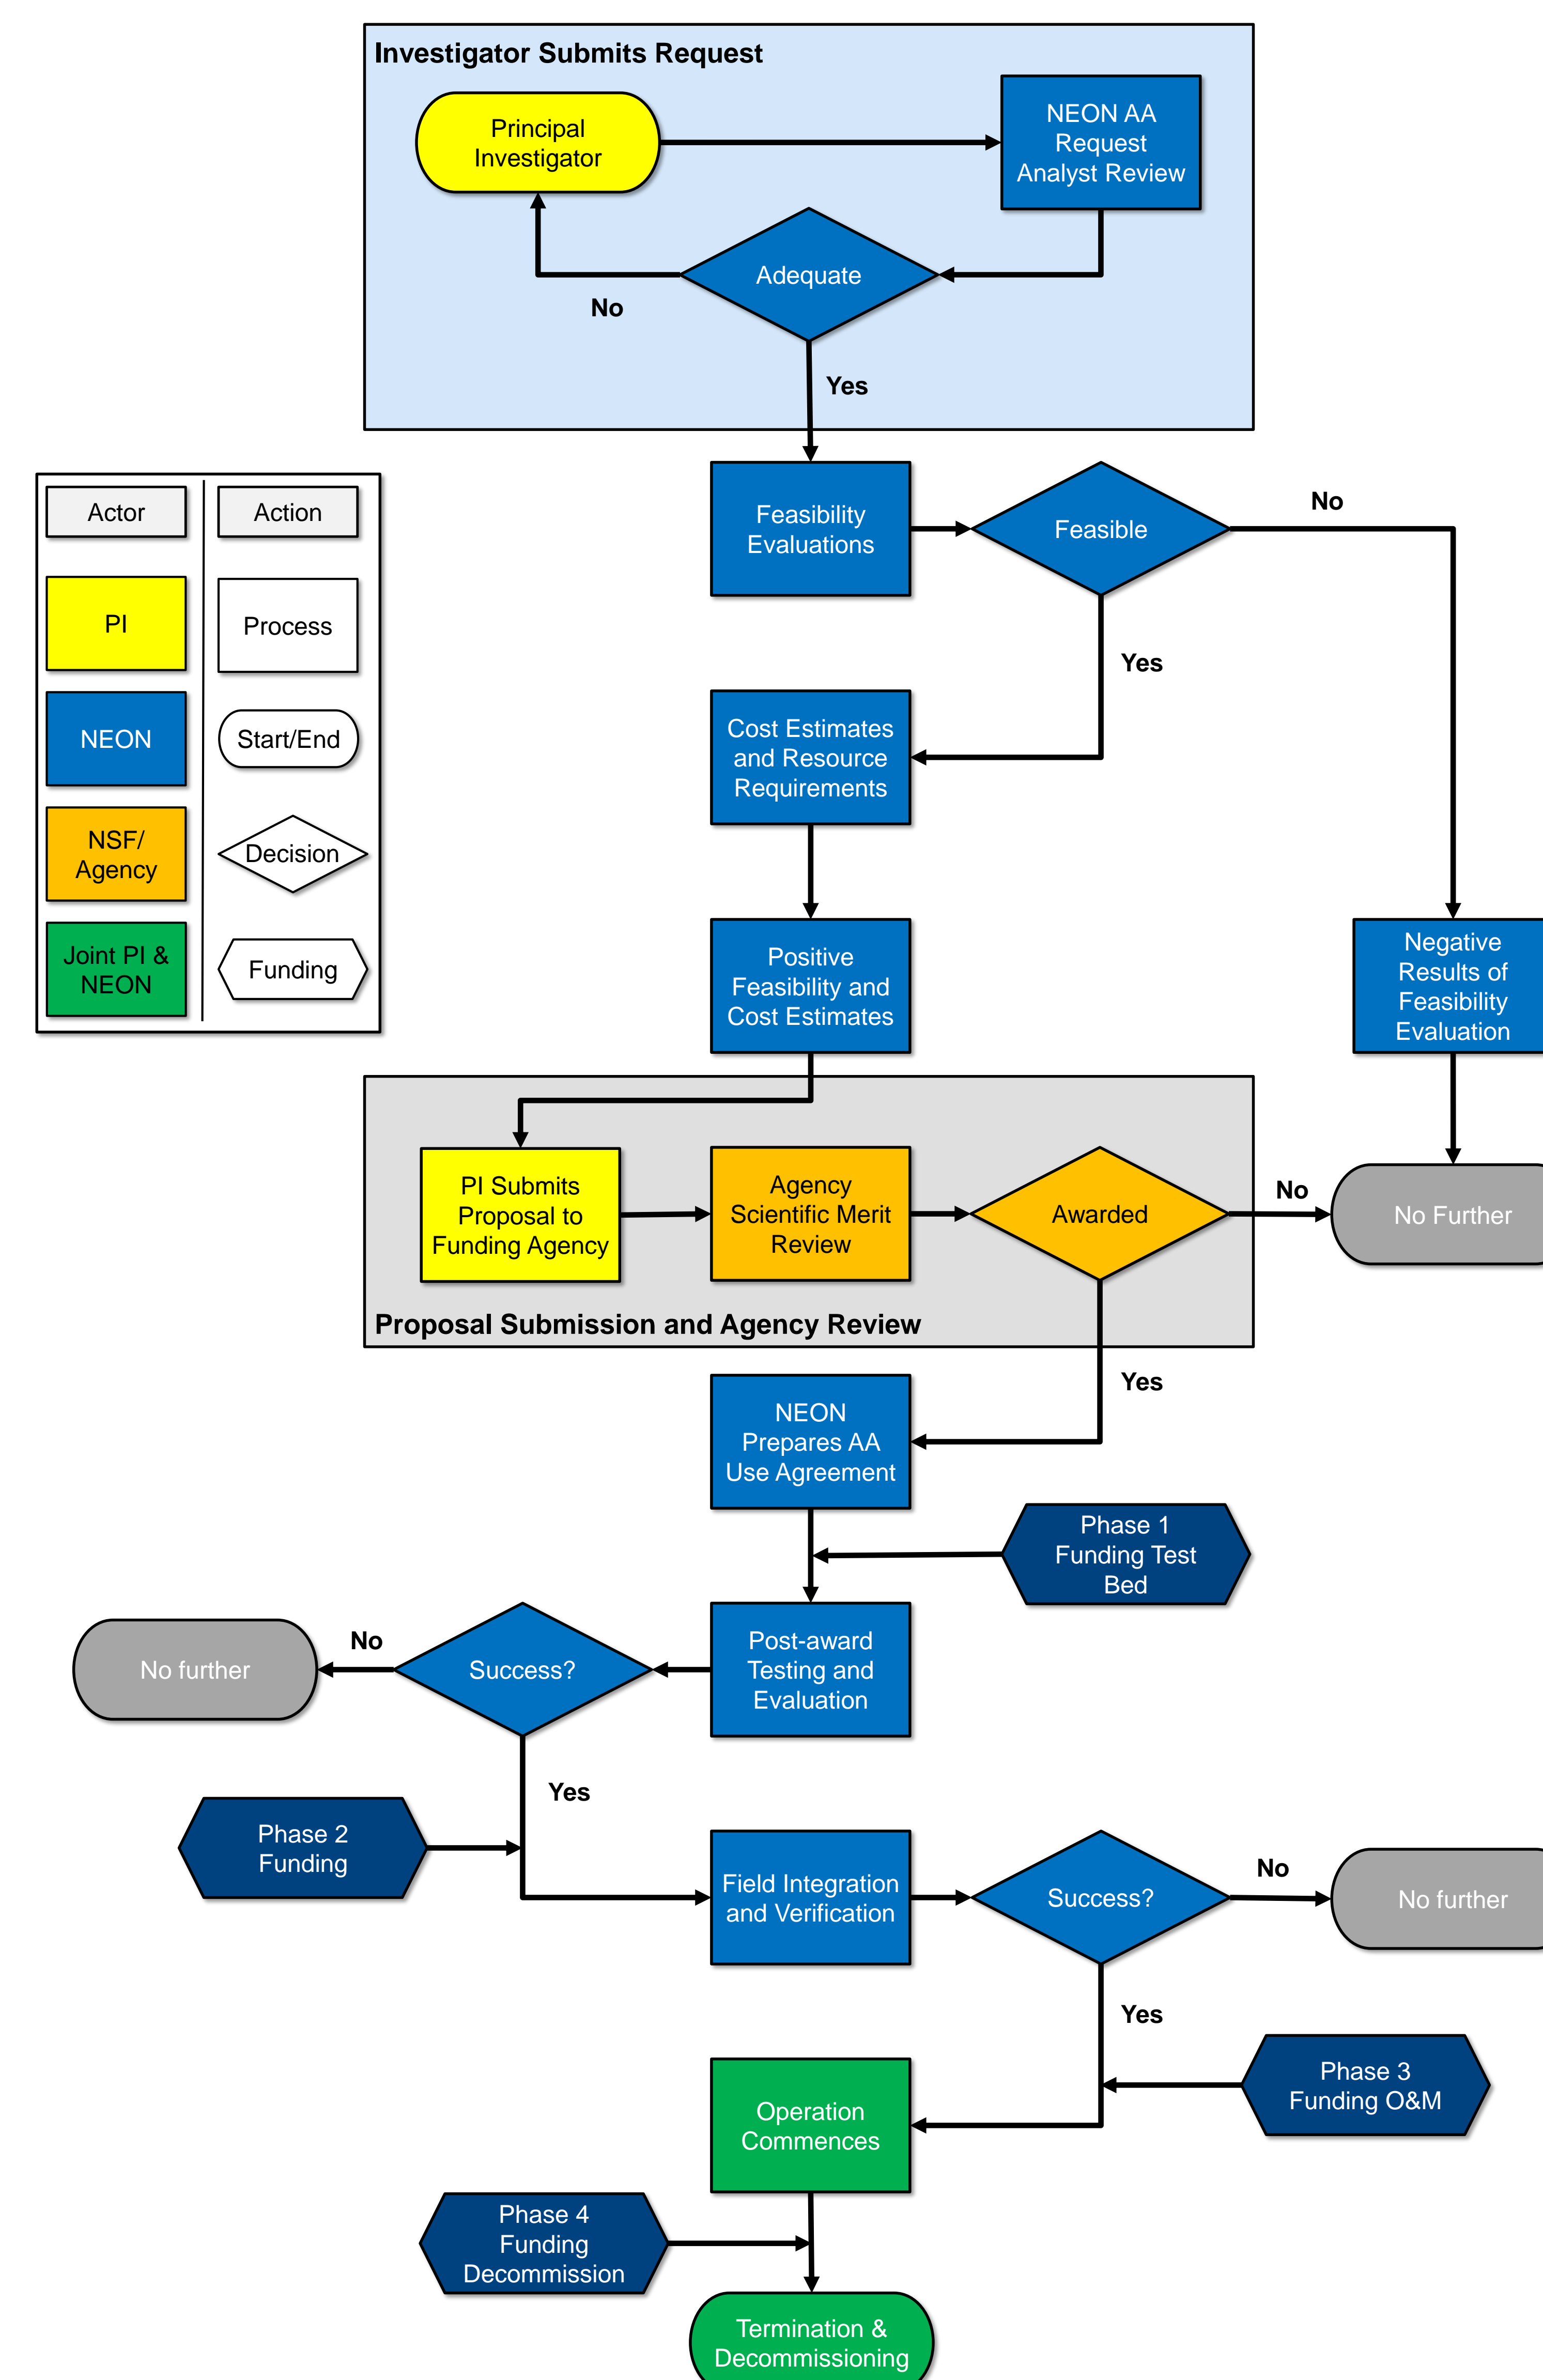 Investigator Submits Request
Principal
Investigator
NEON AA
Request
Analyst Review
Adequate
No
Yes
Actor
Action
PI
Process
NEON
Start/End
NSF/
Agency
Decision
Joint PI &
NEON
Funding
Feasibility
Evaluations
Feasible
No
Yes
Cost Estimates
and Resource
Requirements
Positive
Feasibility and
Cost Estimates
Negative
Results of
Feasibility
Evaluation
PI Submits
Proposal to
Funding Agency
Agency
Scientific Merit
Review
Awarded
No
No Further
Proposal Submission and Agency Review
Yes
NEON
Prepares AA
Use Agreement
Phase 1
Funding Test
Bed
No further
No
Success?
Post-award
Testing and
Evaluation
Yes
Phase 2
Funding
Field Integration
and Verification
Success?
No
No further
Yes
Phase 3
Funding O&M
Operation
Commences
Phase 4
Funding
Decommission
Termination &
Decommissioning